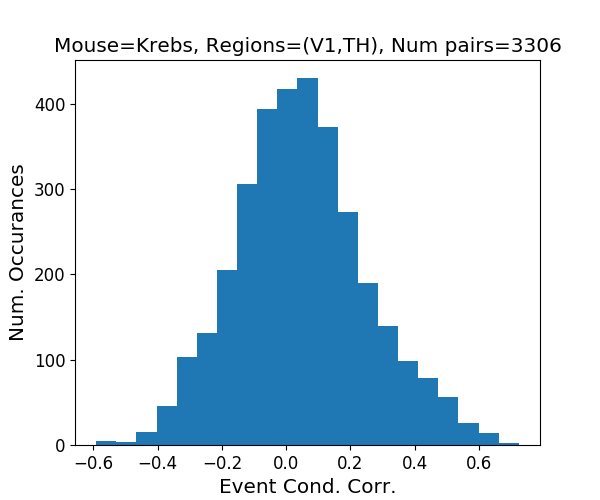 Mouse=Krebs, Regions=(V1,TH), Num pairs=3306
Num. Occurances
400
300
200
100
0
−0.6 −0.4 −0.2 0.0 0.2 0.4 0.6
Event Cond. Corr.